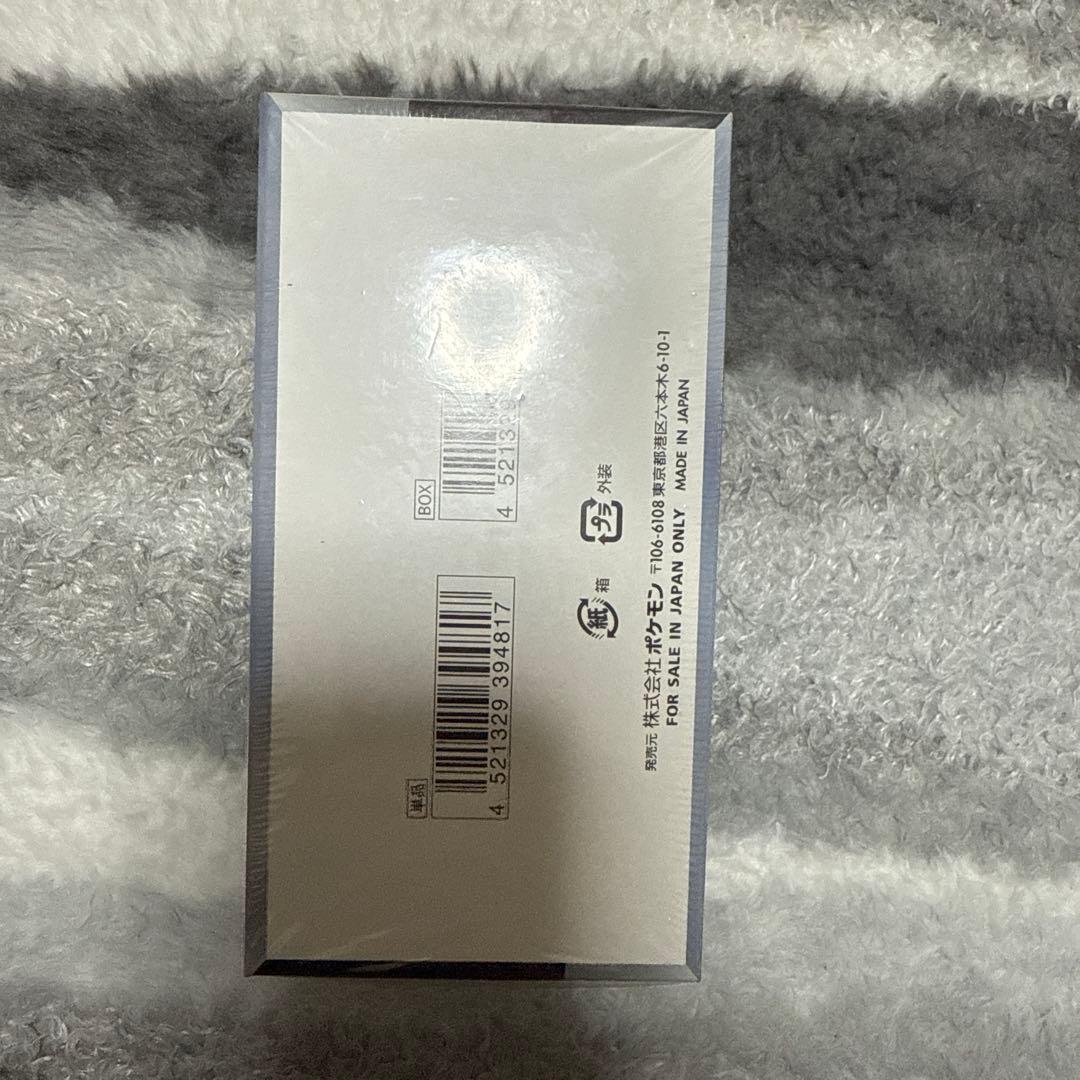 単品
4 521329 394817
BOX
4 521329
紙 箱
プラ 外装
発売元 株式会社ポケモン 〒106-6108 東京都港区六本木6-10-1
FOR SALE IN JAPAN ONLY MADE IN JAPAN